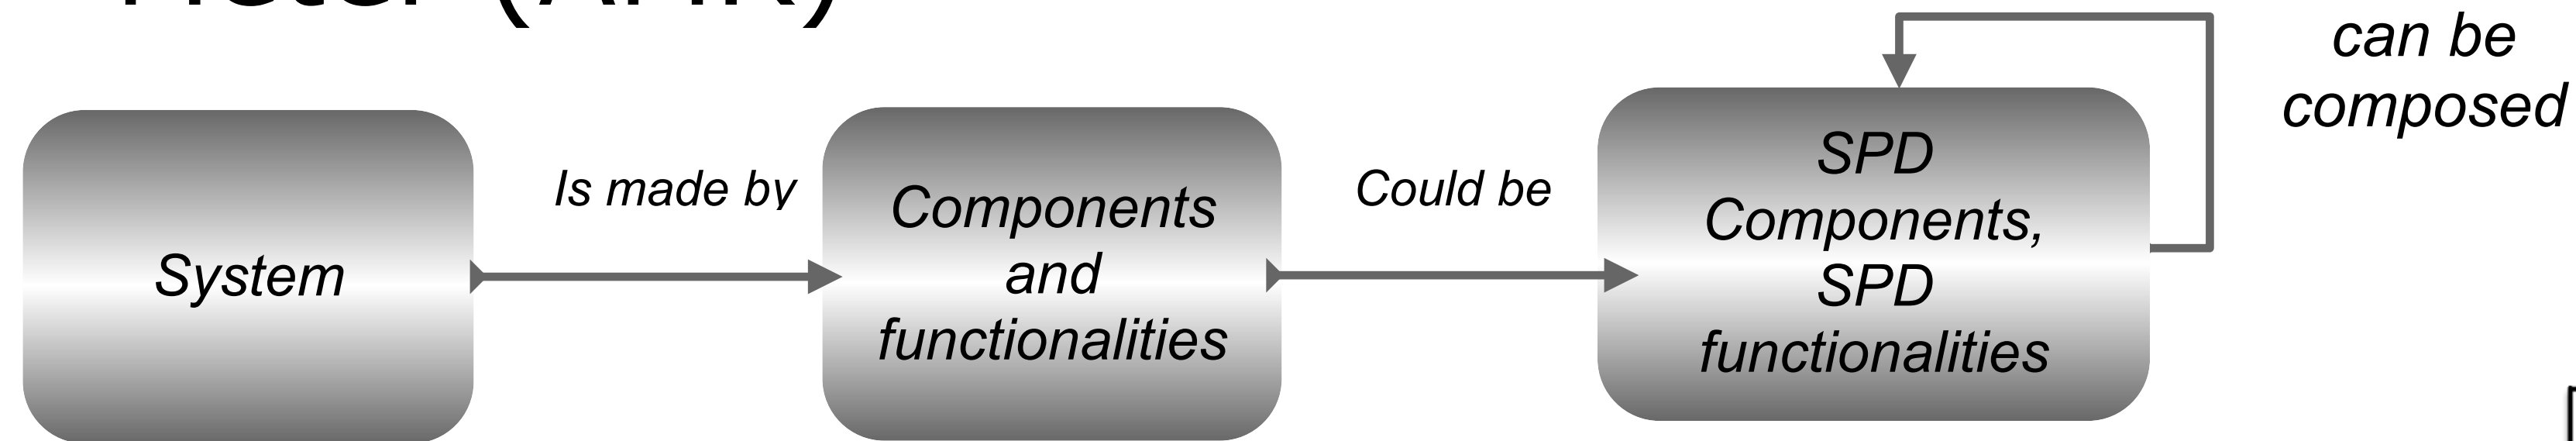 can be
composed
System
Is made by
Components
and
functionalities
Could be
SPD
Components,
SPD
functionalities